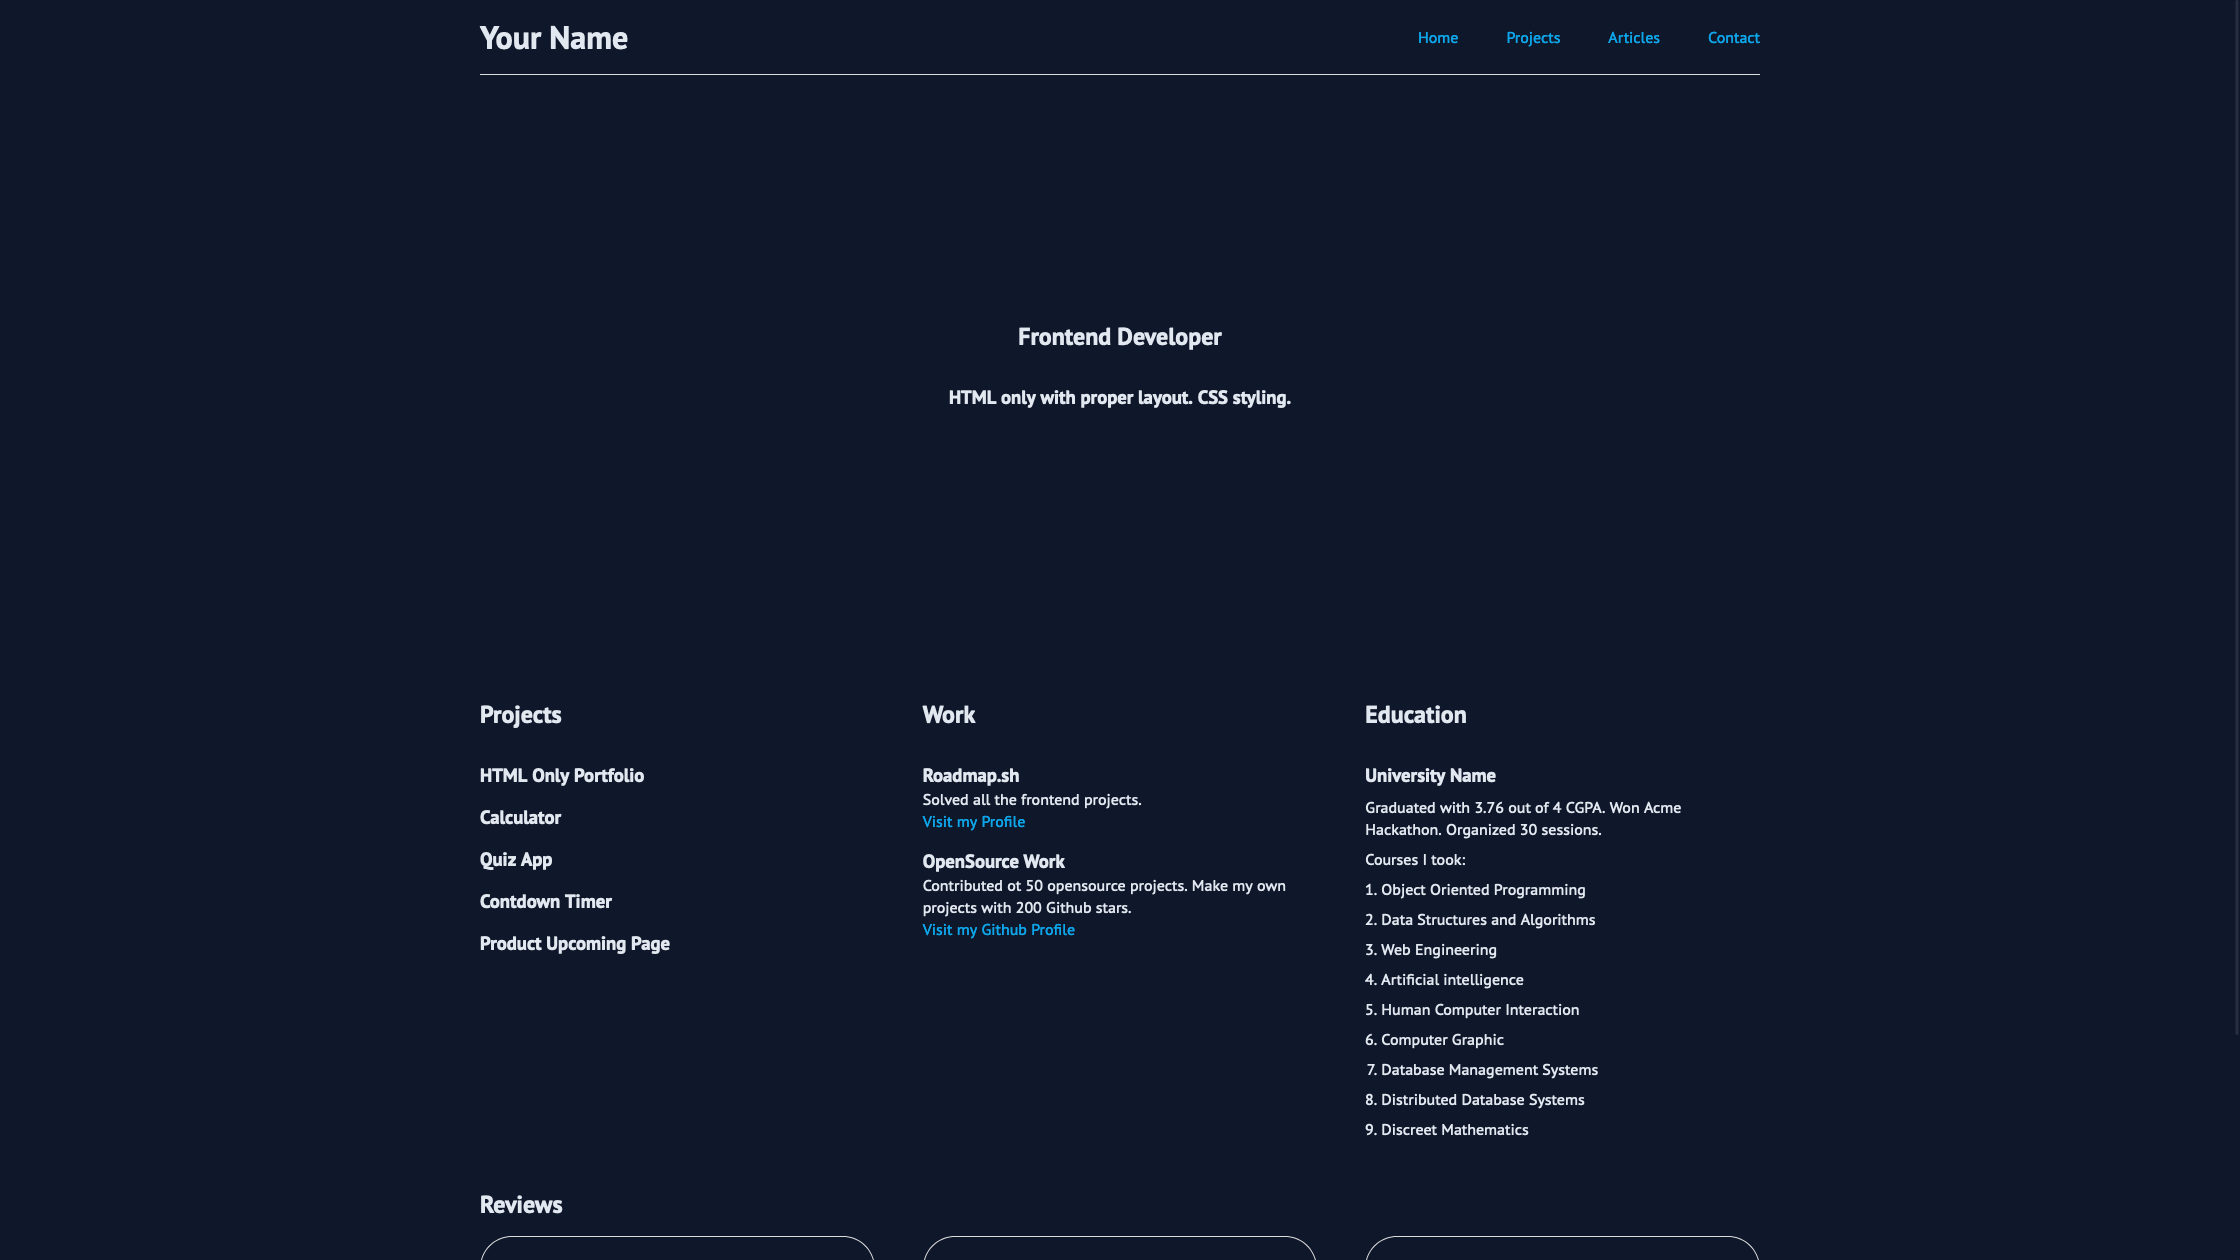 Your Name
Home Projects Articles Contact
Frontend Developer
HTML only with proper layout. CSS styling.
Projects
HTML Only Portfolio
Calculator
Quiz App
Contdown Timer
Product Upcoming Page
Work
Roadmap.sh
Solved all the frontend projects.
Visit my Profile
OpenSource Work
Contributed ot 50 opensource projects. Make my own
projects with 200 Github stars.
Visit my Github Profile
Education
University Name
Graduated with 3.76 out of 4 CGPA. Won Acme
Hackathon. Organized 30 sessions.
Courses I took:
1. Object Oriented Programming
2. Data Structures and Algorithms
3. Web Engineering
4. Artificial intelligence
5. Human Computer Interaction
6. Computer Graphic
7. Database Management Systems
8. Distributed Database Systems
9. Discreet Mathematics
Reviews